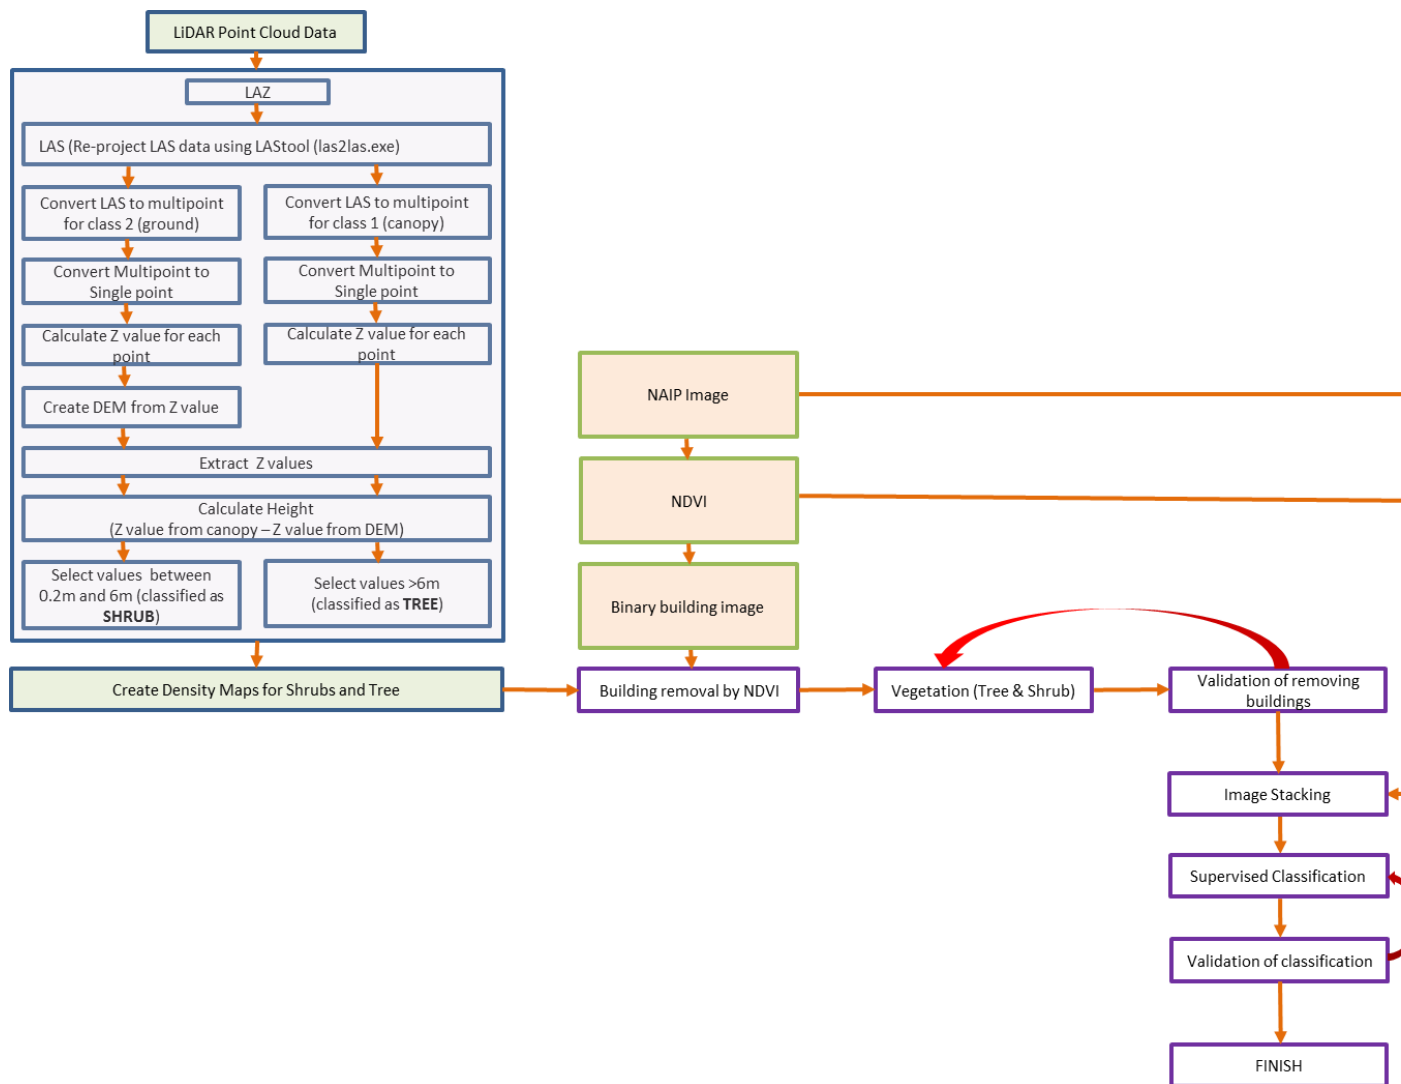 LiDAR Point Cloud Data
LAZ
LAS (Re-project LAS data using LAStool (las2las.exe)
Convert LAS to multipoint
for class 2 (ground)
Convert LAS to multipoint
for class 1 (canopy)
Convert Multipoint to
Single point
Convert Multipoint to
Single point
Calculate Z value for each
point
Calculate Z value for each
point
Create DEM from Z value
Extract Z values
Calculate Height
(Z value from canopy – Z value from DEM)
Select values between
0.2m and 6m (classified as
SHRUB)
Select values >6m
(classified as TREE)
Create Density Maps for Shrubs and Tree
NAIP Image
NDVI
Binary building image
Building removal by NDVI
Vegetation (Tree & Shrub)
Validation of removing
buildings
Image Stacking
Supervised Classification
Validation of classification
FINISH